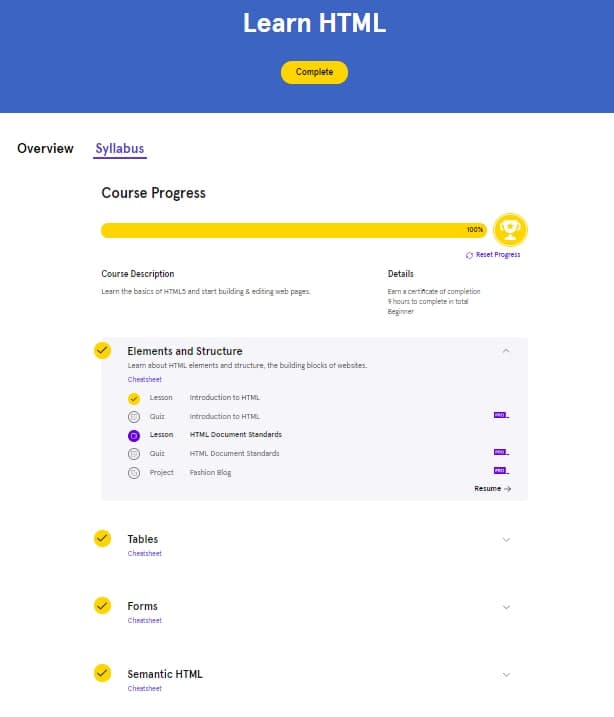 Learn HTML
Complete
Overview Syllabus
Course Progress
100%
Reset Progress
Course Description Details
Learn the basics of HTML5 and start building & editing web pages. Earn a certificate of completion
9 hours to complete in total
Beginner
Elements and Structure
Learn about HTML elements and structure, the building blocks of websites.
Cheatsheet
Lesson Introduction to HTML
Quiz Introduction to HTML PRO
Lesson HTML Document Standards
Quiz HTML Document Standards PRO
Project Fashion Blog PRO
Resume
Tables
Cheatsheet
Forms
Cheatsheet
Semantic HTML
Cheatsheet